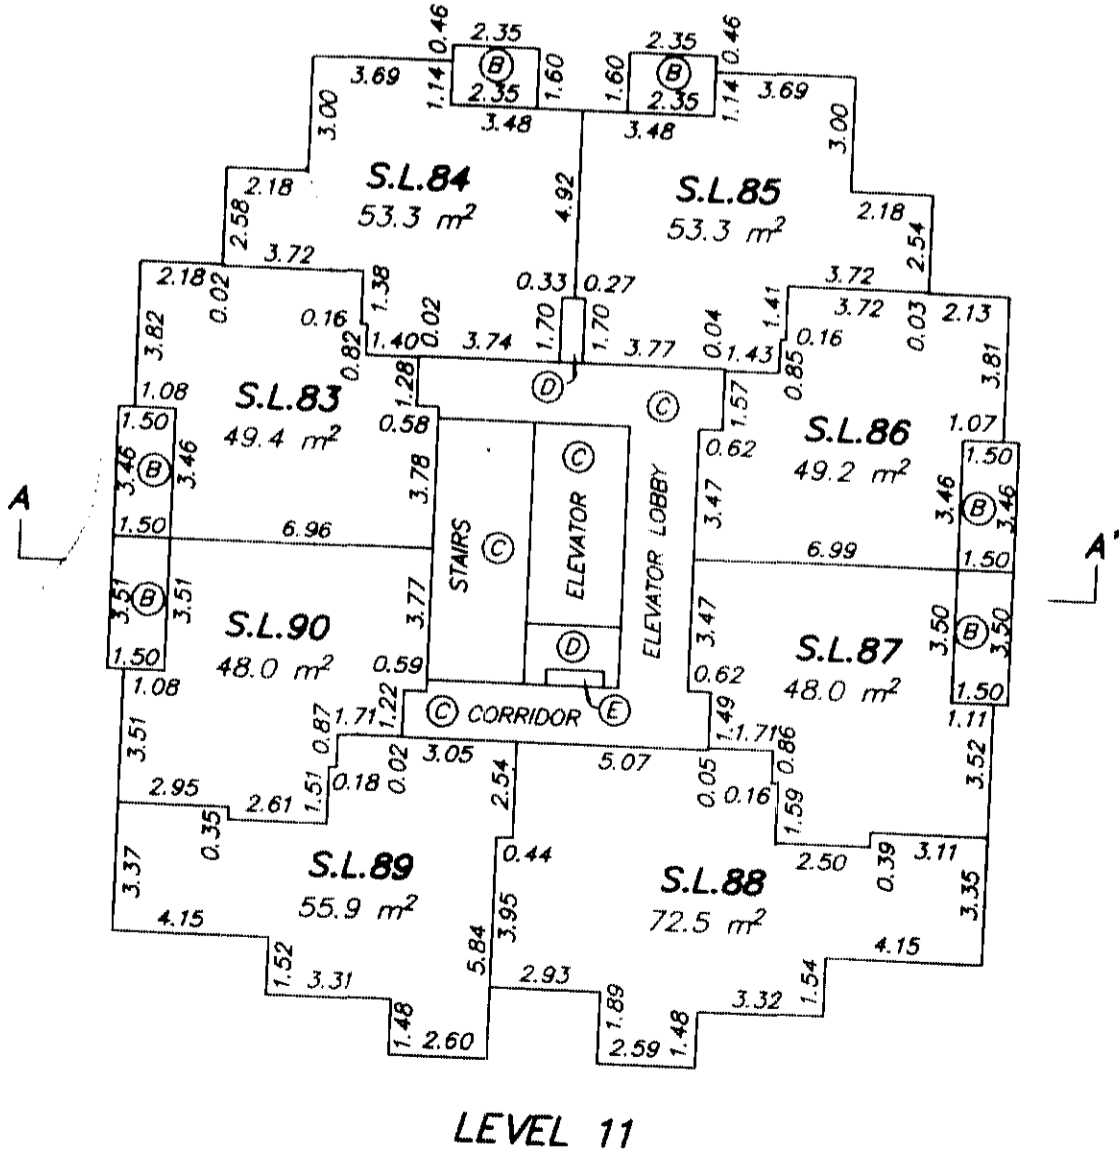 0.46 2.35 2.35 0.46
B B
3.69 1.14 2.35 1.60 1.60 2.35 1.14 3.69
3.00 3.48 3.48 3.00
S.L.84 S.L.85
53.3 m² 53.3 m²
2.18 4.92 2.18
2.58 2.54
3.72 3.72
2.18 0.02 1.38 0.33 0.27 1.41 3.72 0.03 2.13
3.82 0.16 0.82 1.40 0.02 3.74 1.70 1.70 3.77 0.04 1.43 0.85 0.16 3.81
D C
1.08 1.28 1.57 1.07
S.L.83 S.L.86
49.4 m² 49.2 m²
1.50 0.58 0.62 1.50
3.46 B 3.46 3.78 C 3.47 3.46 B 3.46
A A'
STAIRS C ELEVATOR ELEVATOR LOBBY
1.50 6.96 6.99 1.50
3.51 B 3.51 3.77 3.47 3.50 B 3.50
S.L.90 S.L.87
48.0 m² 48.0 m²
D
1.50 0.59 0.62 1.50
1.08 1.22 C CORRIDOR E 1.49 1.11
3.51 0.87 1.71 1.71 0.86 3.52
0.18 0.02 3.05 5.07 0.05 0.16
2.95 2.61 1.51 2.54 1.59
0.35 2.50 0.39 3.11
S.L.89 S.L.88
55.9 m² 72.5 m²
3.37 0.44 3.35
4.15 5.84 3.95 4.15
1.52 3.31 2.93 3.32 1.54
1.48 2.60 1.89 2.59 1.48
LEVEL 11